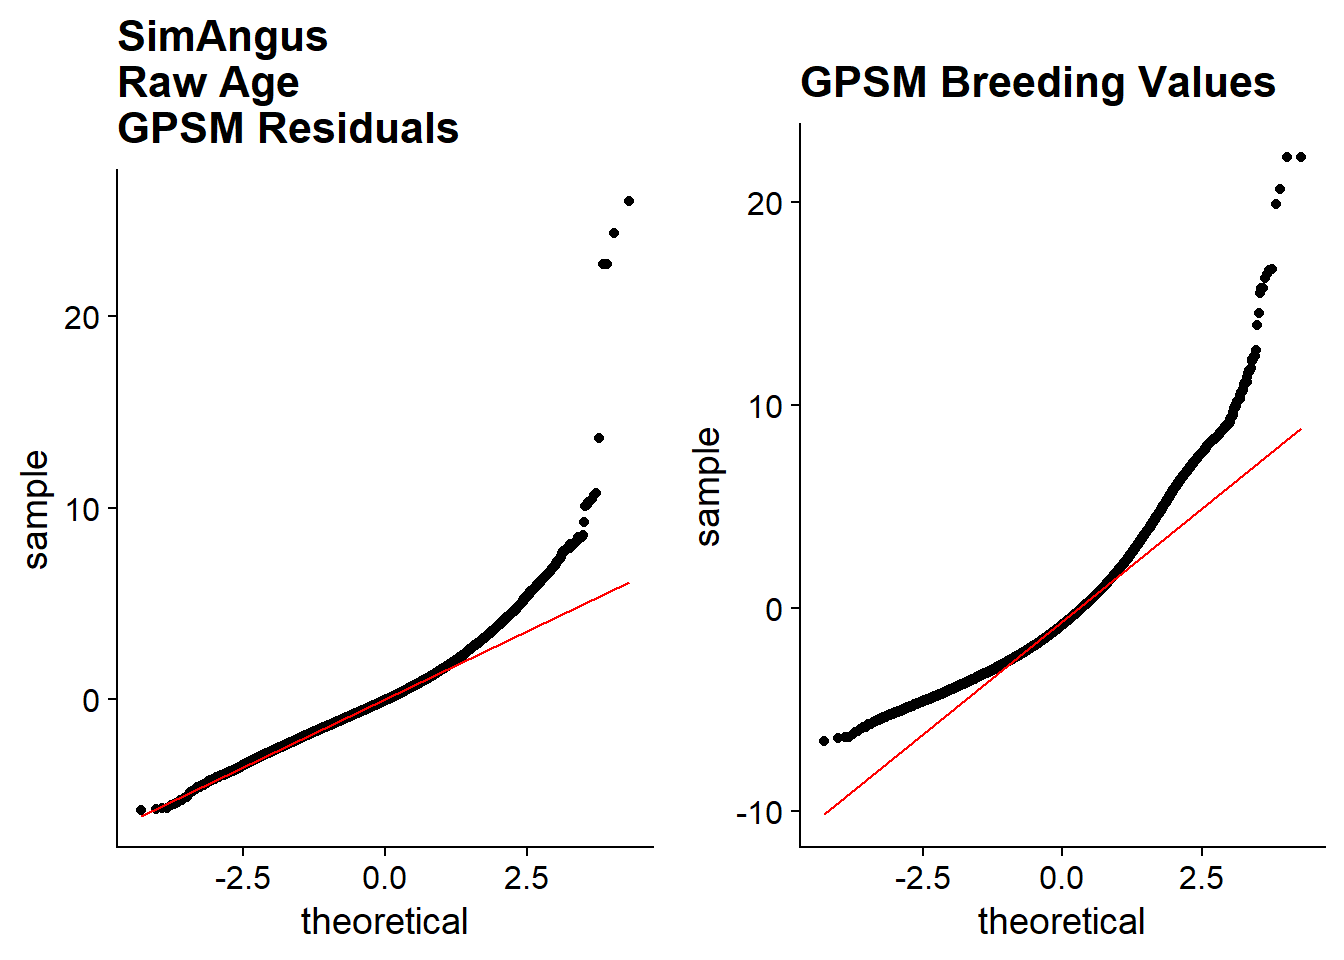 SimAngus
Raw Age
GPSM Residuals
20
10
0
sample
-2.5 0.0 2.5
theoretical
GPSM Breeding Values
20
10
0
-10
sample
-2.5 0.0 2.5
theoretical